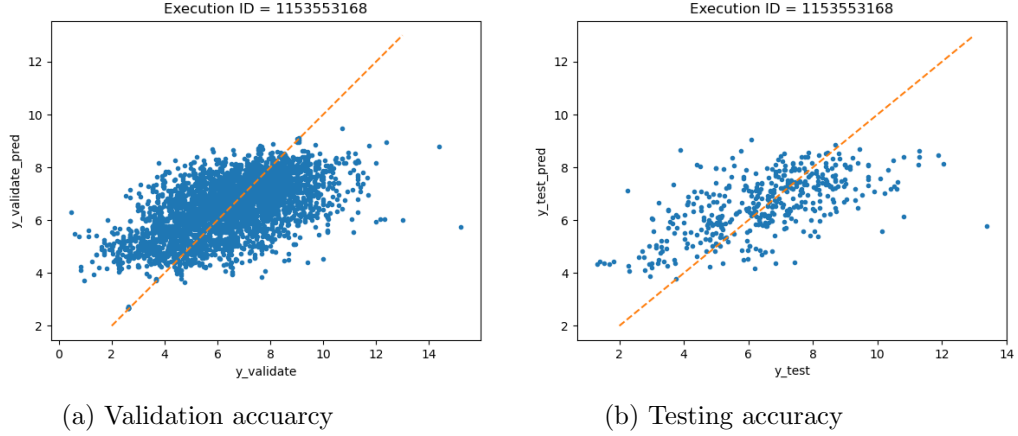 Execution ID = 1153553168
12
10
8
6
4
2
y_validate_pred
0 2 4 6 8 10 12 14
y_validate
(a) Validation accuarcy
Execution ID = 1153553168
12
10
8
6
4
2
y_test_pred
2 4 6 8 10 12 14
y_test
(b) Testing accuracy